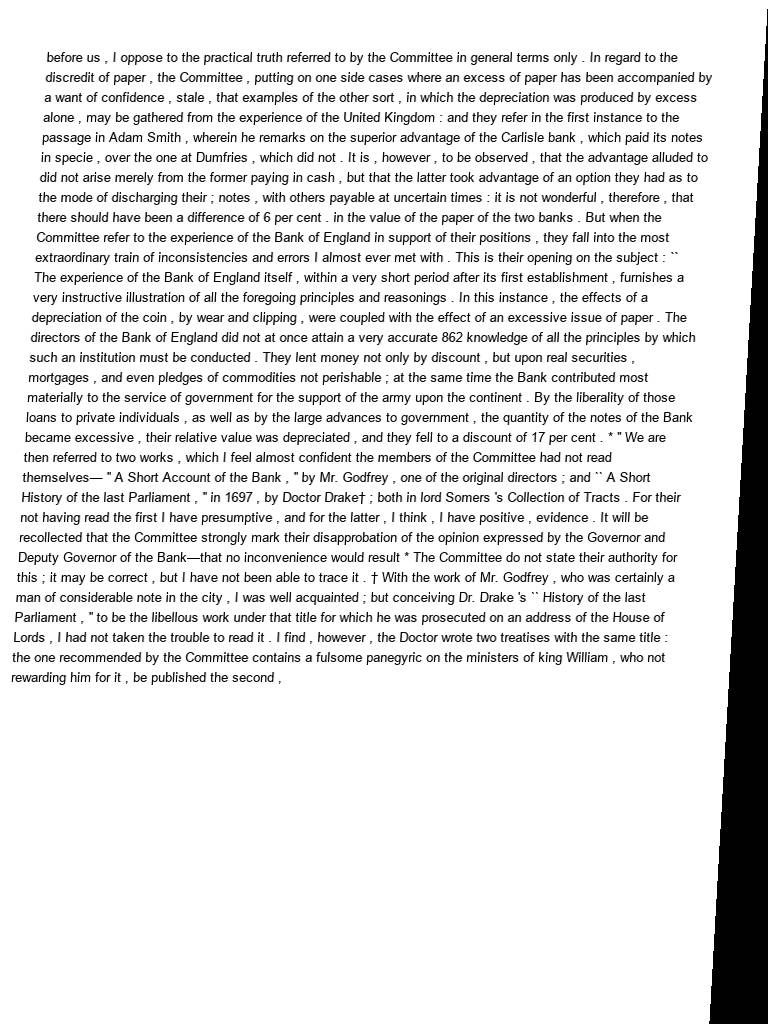 before us , I oppose to the practical truth referred to by the Committee in general terms only . In regard to the
discredit of paper , the Committee , putting on one side cases where an excess of paper has been accompanied by
a want of confidence , stale , that examples of the other sort , in which the depreciation was produced by excess
alone , may be gathered from the experience of the United Kingdom : and they refer in the first instance to the
passage in Adam Smith , wherein he remarks on the superior advantage of the Carlisle bank , which paid its notes
in specie , over the one at Dumfries , which did not . It is , however , to be observed , that the advantage alluded to
did not arise merely from the former paying in cash , but that the latter took advantage of an option they had as to
the mode of discharging their ; notes , with others payable at uncertain times : it is not wonderful , therefore , that
there should have been a difference of 6 per cent . in the value of the paper of the two banks . But when the
Committee refer to the experience of the Bank of England in support of their positions , they fall into the most
extraordinary train of inconsistencies and errors I almost ever met with . This is their opening on the subject : ``
The experience of the Bank of England itself , within a very short period after its first establishment , furnishes a
very instructive illustration of all the foregoing principles and reasonings . In this instance , the effects of a
depreciation of the coin , by wear and clipping , were coupled with the effect of an excessive issue of paper . The
directors of the Bank of England did not at once attain a very accurate 862 knowledge of all the principles by which
such an institution must be conducted . They lent money not only by discount , but upon real securities ,
mortgages , and even pledges of commodities not perishable ; at the same time the Bank contributed most
materially to the service of government for the support of the army upon the continent . By the liberality of those
loans to private individuals , as well as by the large advances to government , the quantity of the notes of the Bank
became excessive , their relative value was depreciated , and they fell to a discount of 17 per cent . * " We are
then referred to two works , which I feel almost confident the members of the Committee had not read
themselves— " A Short Account of the Bank , " by Mr. Godfrey , one of the original directors ; and `` A Short
History of the last Parliament , " in 1697 , by Doctor Drake† ; both in lord Somers 's Collection of Tracts . For their
not having read the first I have presumptive , and for the latter , I think , I have positive , evidence . It will be
recollected that the Committee strongly mark their disapprobation of the opinion expressed by the Governor and
Deputy Governor of the Bank—that no inconvenience would result * The Committee do not state their authority for
this ; it may be correct , but I have not been able to trace it . † With the work of Mr. Godfrey , who was certainly a
man of considerable note in the city , I was well acquainted ; but conceiving Dr. Drake 's `` History of the last
Parliament , " to be the libellous work under that title for which he was prosecuted on an address of the House of
Lords , I had not taken the trouble to read it . I find , however , the Doctor wrote two treatises with the same title :
the one recommended by the Committee contains a fulsome panegyric on the ministers of king William , who not
rewarding him for it , be published the second ,